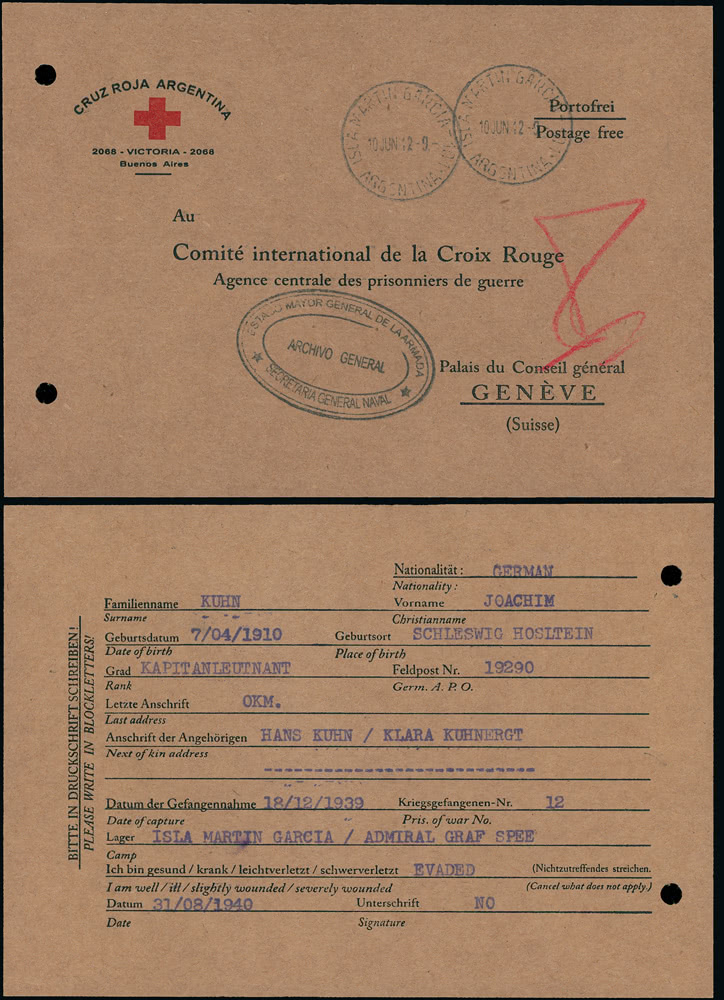 CRUZ ROJA ARGENTINA
2068 - VICTORIA - 2068
Buenos Aires
ISLA MARTIN GARCIA
10 JUN 42 - 9. -
ARGENTINA
ISLA MARTIN GARCIA
10 JUN 42 - 9
ARGENTINA
Portofrei
Postage free
Au
Comité international de la Croix Rouge
Agence centrale des prisonniers de guerre
ESTADO MAYOR GENERAL DE LA ARMADA
ARCHIVO GENERAL
SECRETARIA GENERAL NAVAL
Palais du Conseil général
GENÈVE
(Suisse)
BITTE IN DRUCKSCHRIFT SCHREIBEN!
PLEASE WRITE IN BLOCKLETTERS!
Nationalität: GERMAN
Nationality:
Familienname KUHN Vorname JOACHIM
Surname Christianname
Geburtsdatum 7/04/1910 Geburtsort SCHLESWIG HOSLTEIN
Date of birth Place of birth
Grad KAPITANLEUTNANT Feldpost Nr. 19290
Rank Germ. A. P. O.
Letzte Anschrift OKM.
Last address
Anschrift der Angehörigen HANS KUHN / KLARA KUHNERGT
Next of kin address
Datum der Gefangennahme 18/12/1939 Kriegsgefangenen-Nr. 12
Date of capture Pris. of war No.
Lager ISLA MARTIN GARCIA / ADMIRAL GRAF SPEE
Camp
Ich bin gesund / krank / leichtverletzt / schwerverletzt EVADED (Nichtzutreffendes streichen.
I am well / ill / slightly wounded / severely wounded (Cancel what does not apply.)
Datum 31/08/1940 Unterschrift NO
Date Signature